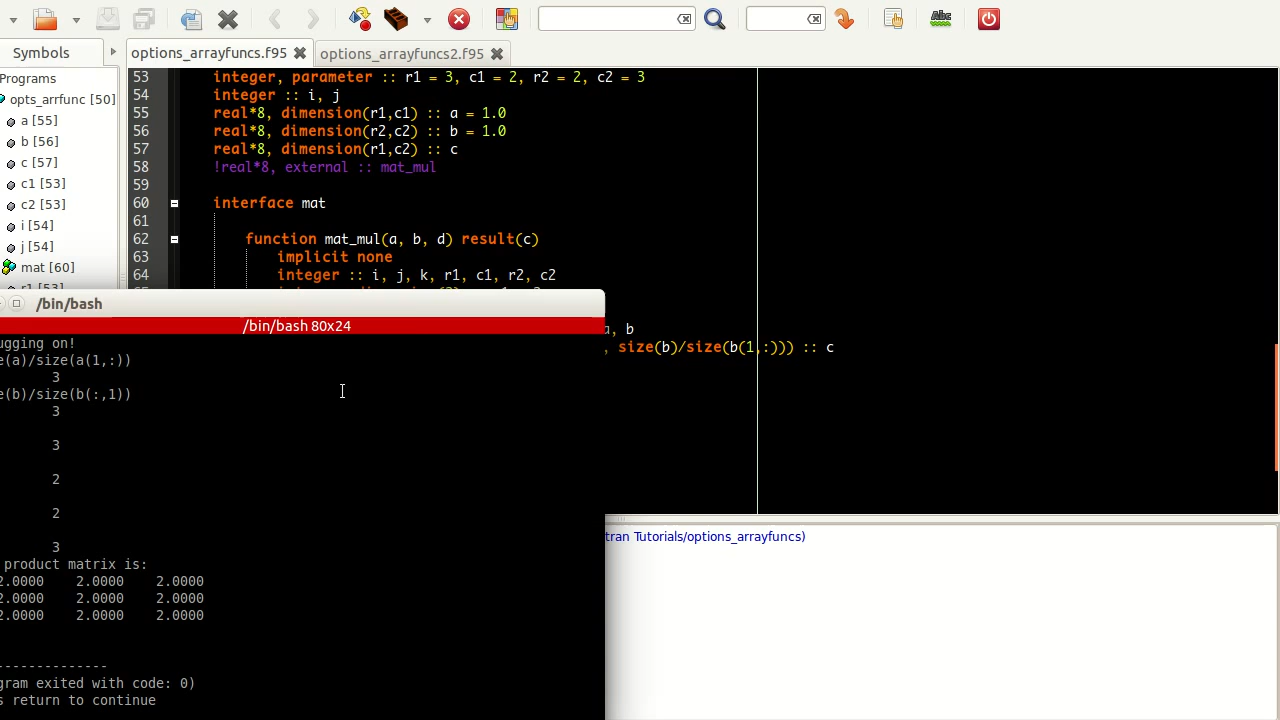 Abc
Symbols
options_arrayfuncs.f95
options_arrayfuncs2.f95
Programs
opts_arrfunc [50]
a [55]
b [56]
c [57]
c1 [53]
c2 [53]
i [54]
j [54]
mat [60]
53 integer, parameter :: r1 = 3, c1 = 2, r2 = 2, c2 = 3
54 integer :: i, j
55 real*8, dimension(r1,c1) :: a = 1.0
56 real*8, dimension(r2,c2) :: b = 1.0
57 real*8, dimension(r1,c2) :: c
58 !real*8, external :: mat_mul
59
60 interface mat
61
62 function mat_mul(a, b, d) result(c)
63 implicit none
64 integer :: i, j, k, r1, c1, r2, c2
, b
, size(b)/size(b(1,:))) :: c
/bin/bash
/bin/bash 80x24
ugging on!
e(a)/size(a(1,:))
3
e(b)/size(b(:,1))
3
3
2
2
3
product matrix is:
2.0000 2.0000 2.0000
2.0000 2.0000 2.0000
2.0000 2.0000 2.0000
--------------
gram exited with code: 0)
s return to continue
tran Tutorials/options_arrayfuncs)